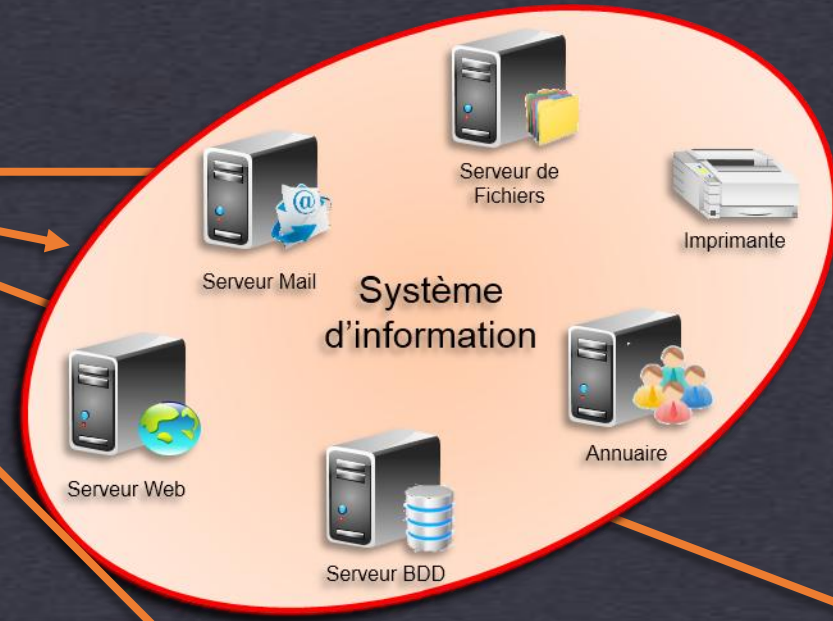 Serveur de
Fichiers
Imprimante
Serveur Mail
Système
d'information
Annuaire
Serveur Web
Serveur BDD